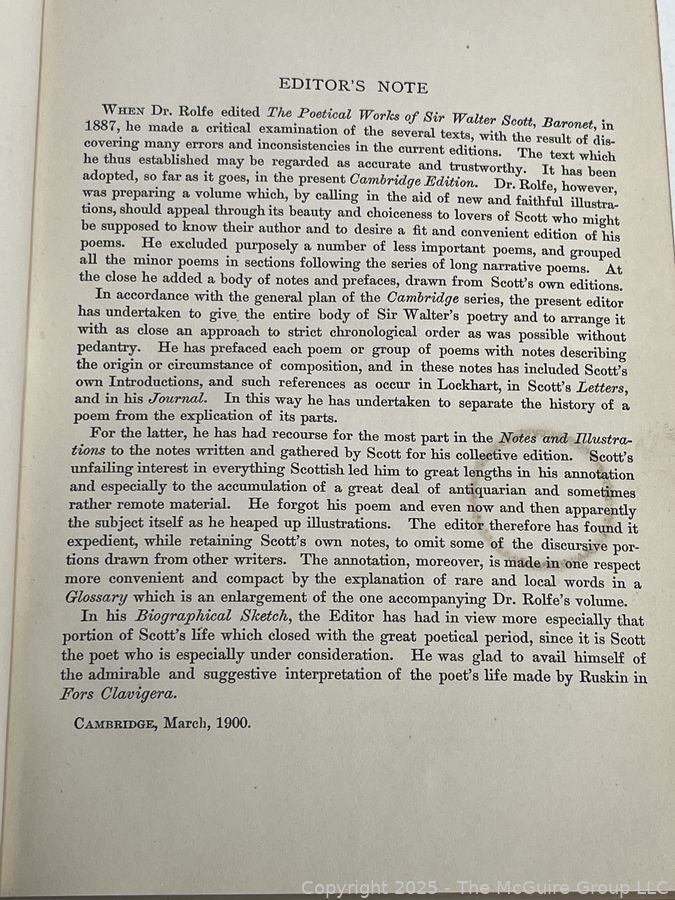 EDITOR'S NOTE
WHEN Dr. Rolfe edited The Poetical Works of Sir Walter Scott, Baronet, in
1887, he made a critical examination of the several texts, with the result of dis-
covering many errors and inconsistencies in the current editions. The text which
he thus established may be regarded as accurate and trustworthy. It has been
adopted, so far as it goes, in the present Cambridge Edition. Dr. Rolfe, however,
was preparing a volume which, by calling in the aid of new and faithful illustra-
tions, should appeal through its beauty and choiceness to lovers of Scott who might
be supposed to know their author and to desire a fit and convenient edition of his
poems. He excluded purposely a number of less important poems, and grouped
all the minor poems in sections following the series of long narrative poems. At
the close he added a body of notes and prefaces, drawn from Scott's own editions.
In accordance with the general plan of the Cambridge series, the present editor
has undertaken to give the entire body of Sir Walter's poetry and to arrange it
with as close an approach to strict chronological order as was possible without
pedantry. He has prefaced each poem or group of poems with notes describing
the origin or circumstance of composition, and in these notes has included Scott's
own Introductions, and such references as occur in Lockhart, in Scott's Letters,
and in his Journal. In this way he has undertaken to separate the history of a
poem from the explication of its parts.
For the latter, he has had recourse for the most part in the Notes and Illustra-
tions to the notes written and gathered by Scott for his collective edition. Scott's
unfailing interest in everything Scottish led him to great lengths in his annotation
and especially to the accumulation of a great deal of antiquarian and sometimes
rather remote material. He forgot his poem and even now and then apparently
the subject itself as he heaped up illustrations. The editor therefore has found it
expedient, while retaining Scott's own notes, to omit some of the discursive por-
tions drawn from other writers. The annotation, moreover, is made in one respect
more convenient and compact by the explanation of rare and local words in a
Glossary which is an enlargement of the one accompanying Dr. Rolfe's volume.
In his Biographical Sketch, the Editor has had in view more especially that
portion of Scott's life which closed with the great poetical period, since it is Scott
the poet who is especially under consideration. He was glad to avail himself of
the admirable and suggestive interpretation of the poet's life made by Ruskin in
Fors Clavigera.
CAMBRIDGE, March, 1900.
Copyright 2025 - The McGuire Group LLC